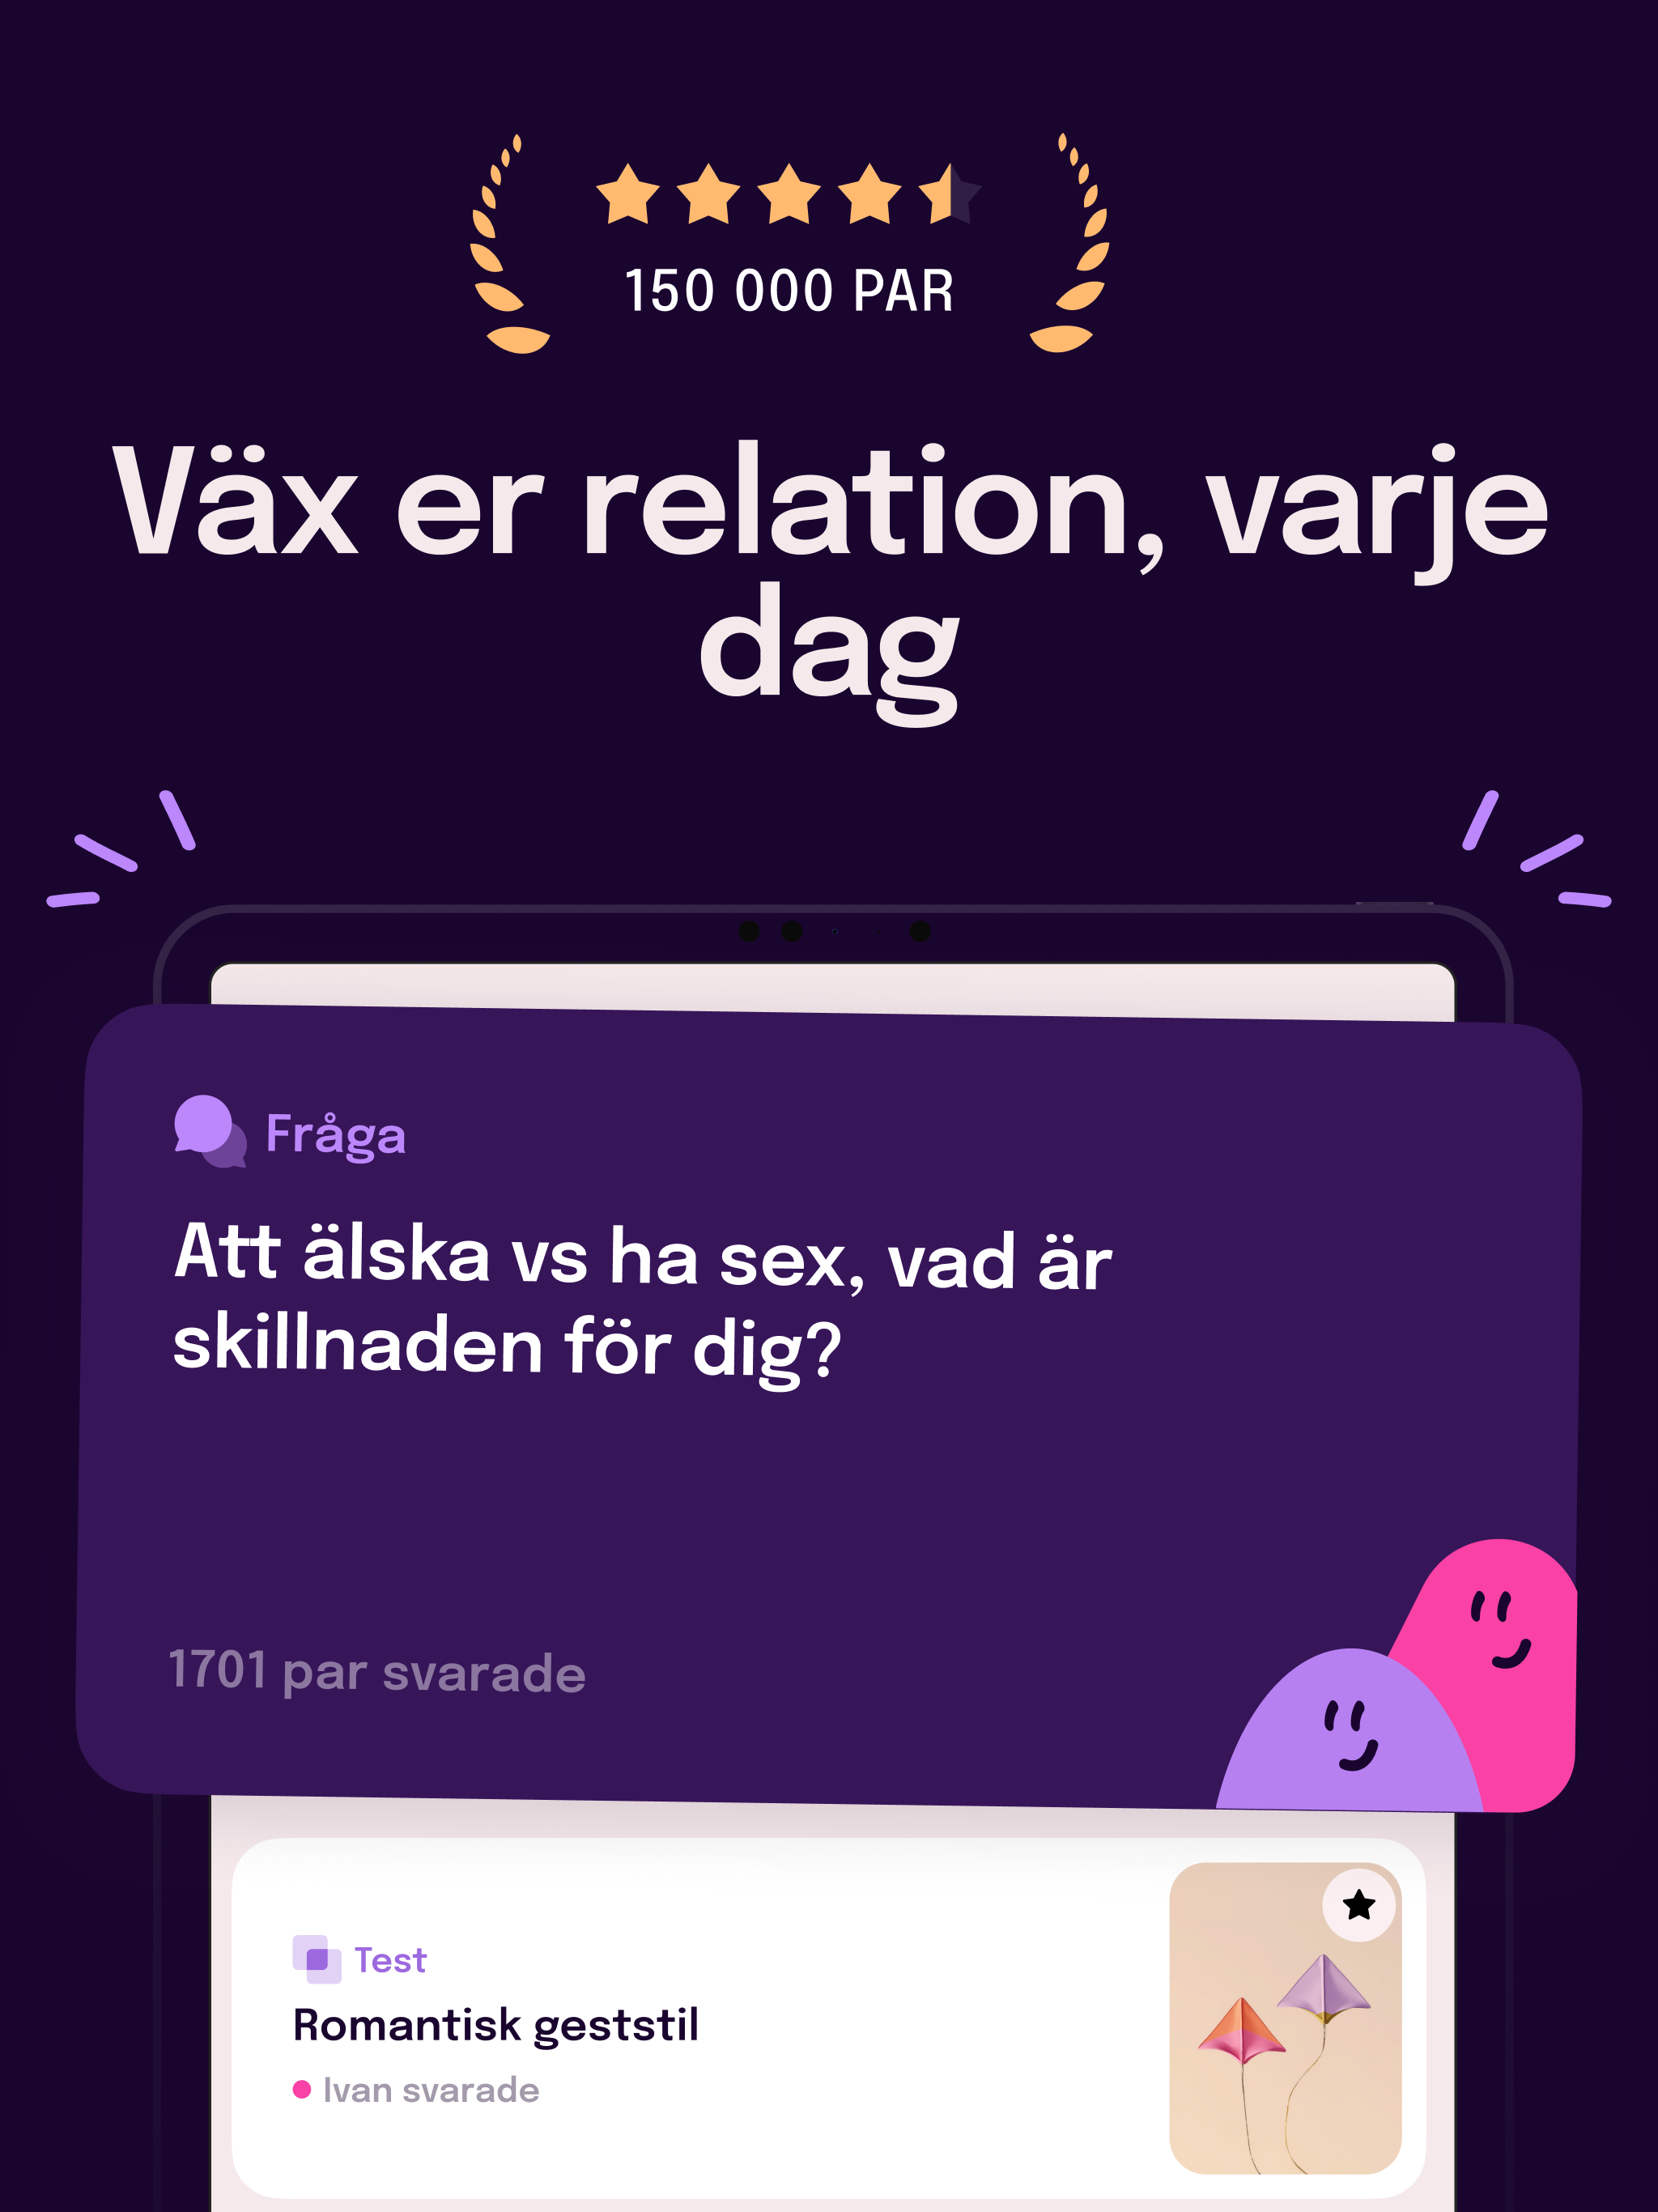 150 000 PAR
Väx er relation, varje
dag
Fråga
Att älska vs ha sex, vad är
skillnaden för dig?
1701 par svarade
Test
Romantisk geststil
Ivan svarade